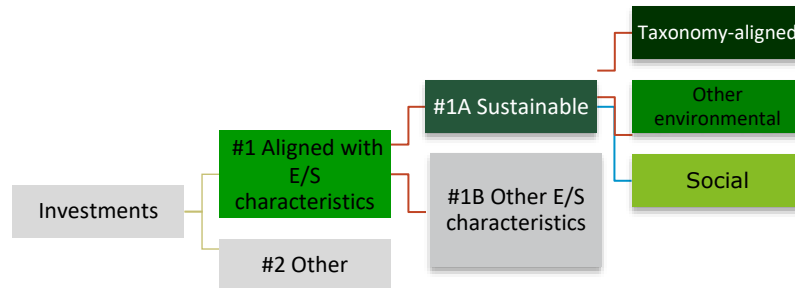 Investments
#1 Aligned with
E/S
characteristics
#2 Other
#1A Sustainable
#1B Other E/S
characteristics
Taxonomy-aligned
Other
environmental
Social